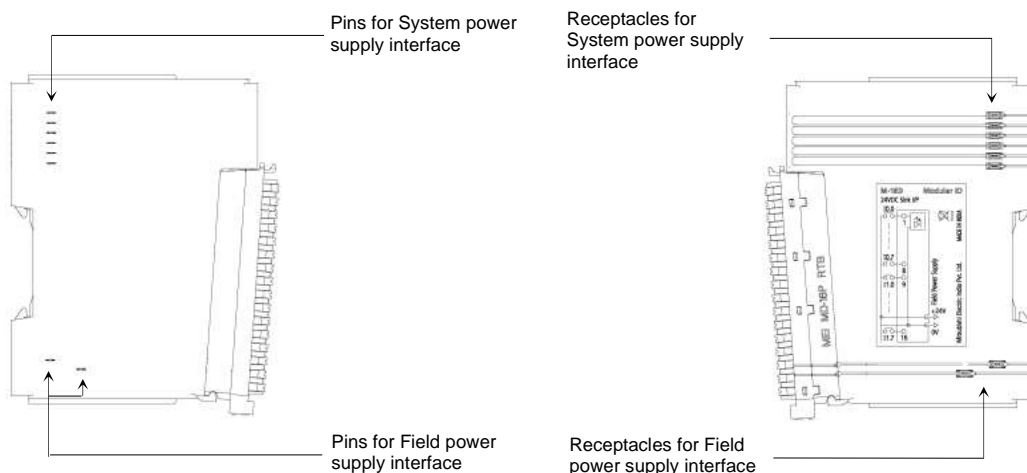 Pins for System power
supply interface
Receptacles for
System power supply
interface
M-16D Modular IO
24VDC Sink I/P
I0.0
1
I0.7
8
I1.0
9
I1.7
16
Field Power Supply
24V
0V
MADE IN INDIA
Mitsubishi Electric India Pvt. Ltd.
MEI MO-16P RTB
Pins for Field power
supply interface
Receptacles for Field
power supply interface